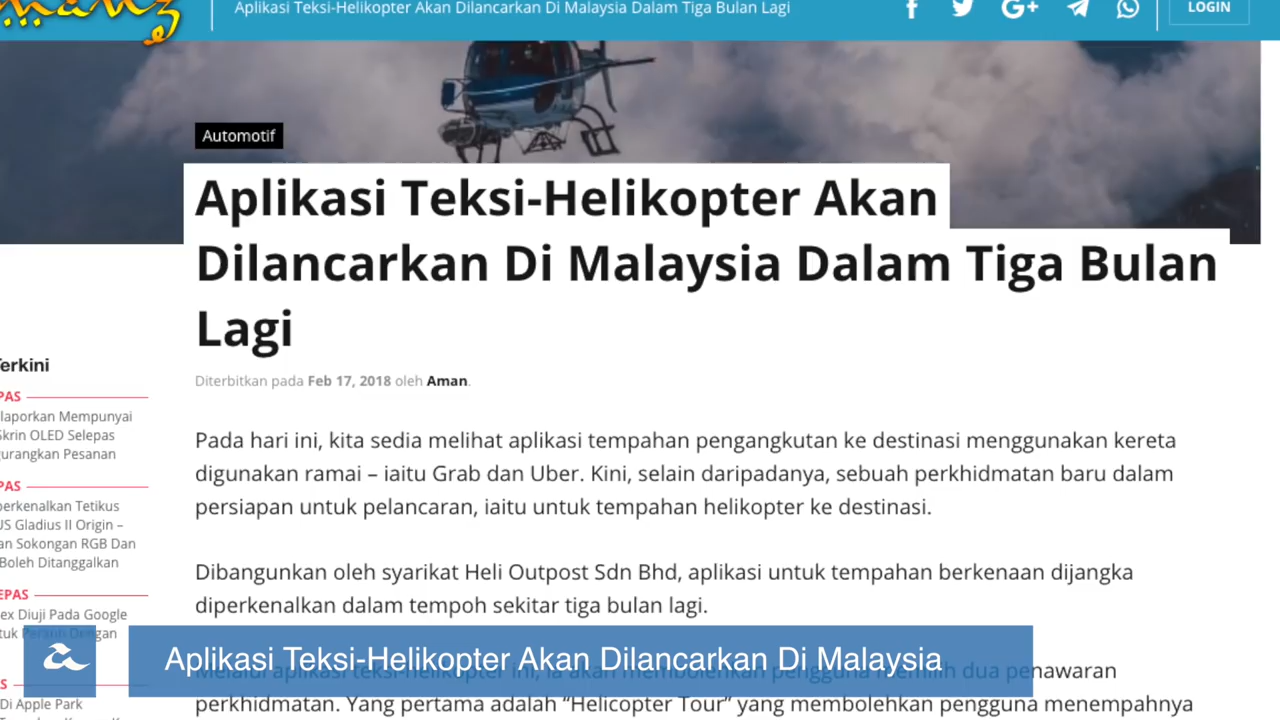 Aplikasi Teksi-Helikopter Akan Dilancarkan Di Malaysia Dalam Tiga Bulan Lagi
LOGIN
Automotif
Aplikasi Teksi-Helikopter Akan
Dilancarkan Di Malaysia Dalam Tiga Bulan
Lagi
Diterbitkan pada Feb 17, 2018 oleh Aman.
Pada hari ini, kita sedia melihat aplikasi tempahan pengangkutan ke destinasi menggunakan kereta
digunakan ramai – iaitu Grab dan Uber. Kini, selain daripadanya, sebuah perkhidmatan baru dalam
persiapan untuk pelancaran, iaitu untuk tempahan helikopter ke destinasi.
Dibangunkan oleh syarikat Heli Outpost Sdn Bhd, aplikasi untuk tempahan berkenaan dijangka
diperkenalkan dalam tempoh sekitar tiga bulan lagi.
Melalui aplikasi teksi-helikopter ini, ia akan membolehkan pengguna memilih dua penawaran
perkhidmatan. Yang pertama adalah “Helicopter Tour” yang membolehkan pengguna menempahnya
Terkini
PAS
laporkan Mempunyai
Skrin OLED Selepas
urangkan Pesanan
PAS
perkenalkan Tetikus
US Gladius II Origin –
an Sokongan RGB Dan
Boleh Ditanggalkan
EPAS
ex Diuji Pada Google
tuk Peranti Dengan
S
Di Apple Park
Aplikasi Teksi-Helikopter Akan Dilancarkan Di Malaysia